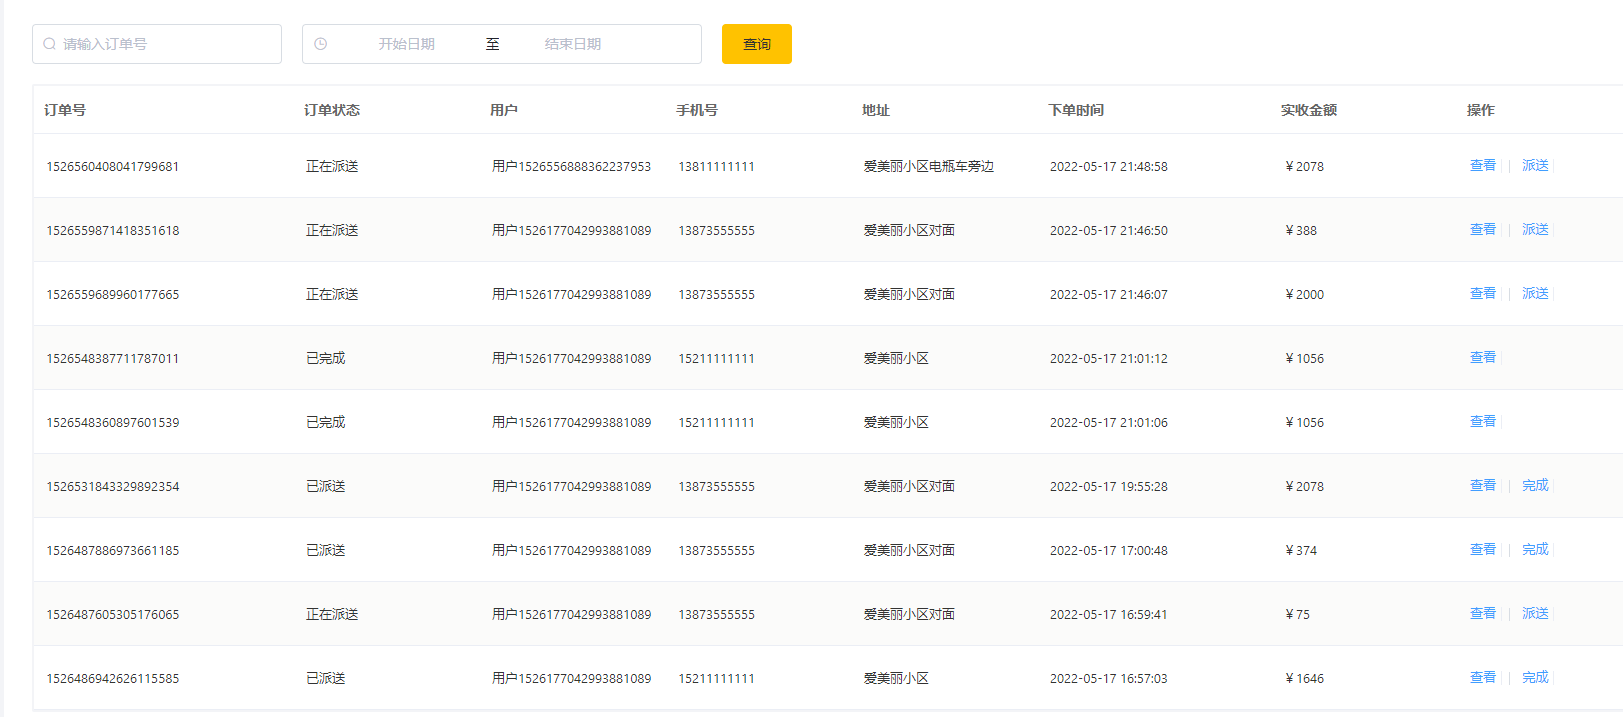 请输入订单号 开始日期 至 结束日期 查询
订单号 订单状态 用户 手机号 地址 下单时间 实收金额 操作
1526560408041799681 正在派送 用户1526556888362237953 13811111111 爱美丽小区电瓶车旁边 2022-05-17 21:48:58 ￥2078 查看 派送
1526559871418351618 正在派送 用户1526177042993881089 13873555555 爱美丽小区对面 2022-05-17 21:46:50 ￥388 查看 派送
1526559689960177665 正在派送 用户1526177042993881089 13873555555 爱美丽小区对面 2022-05-17 21:46:07 ￥2000 查看 派送
1526548387711787011 已完成 用户1526177042993881089 15211111111 爱美丽小区 2022-05-17 21:01:12 ￥1056 查看
1526548360897601539 已完成 用户1526177042993881089 15211111111 爱美丽小区 2022-05-17 21:01:06 ￥1056 查看
1526531843329892354 已派送 用户1526177042993881089 13873555555 爱美丽小区对面 2022-05-17 19:55:28 ￥2078 查看 完成
1526487886973661185 已派送 用户1526177042993881089 13873555555 爱美丽小区对面 2022-05-17 17:00:48 ￥374 查看 完成
1526487605305176065 正在派送 用户1526177042993881089 13873555555 爱美丽小区对面 2022-05-17 16:59:41 ￥75 查看 派送
1526486942626115585 已派送 用户1526177042993881089 15211111111 爱美丽小区 2022-05-17 16:57:03 ￥1646 查看 完成